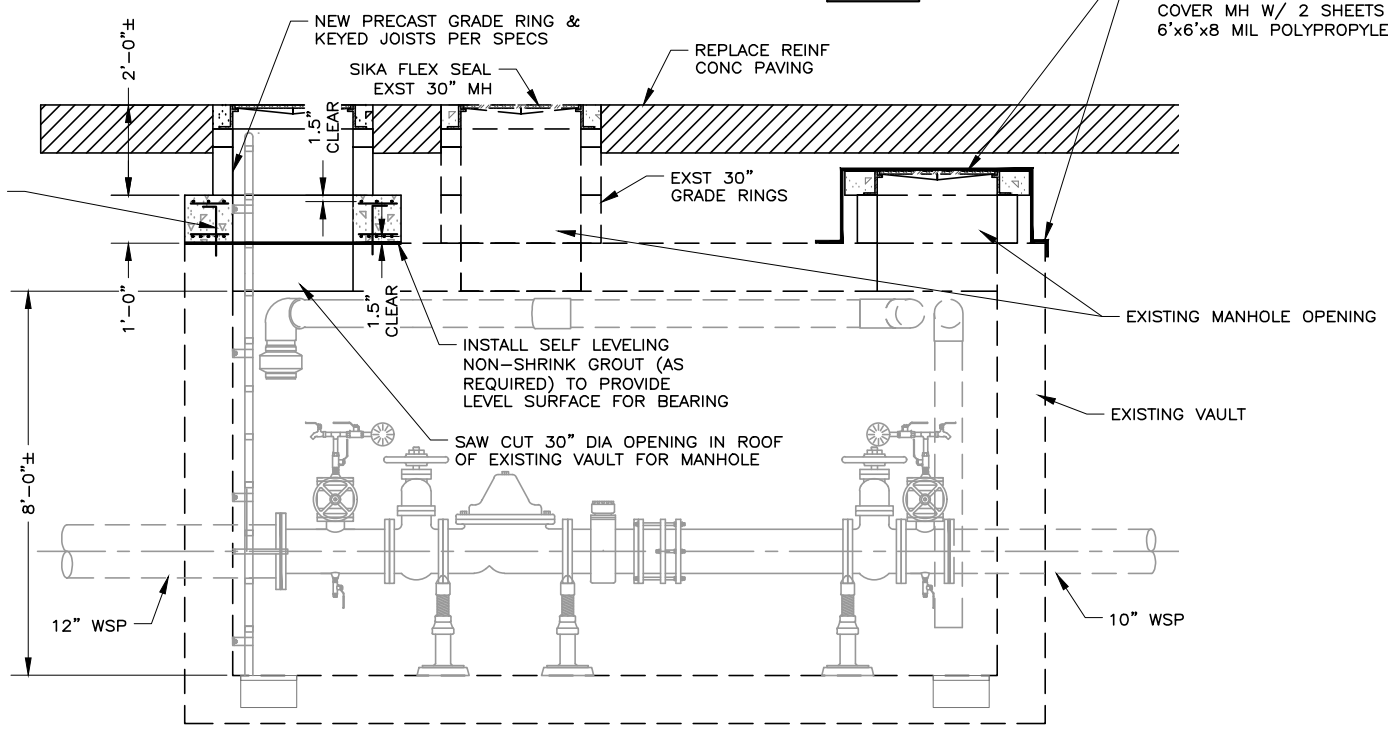 NEW PRECAST GRADE RING &
KEYED JOISTS PER SPECS
SIKA FLEX SEAL
EXST 30" MH
REPLACE REINF
CONC PAVING
COVER MH W/ 2 SHEETS
6'x6'x8 MIL POLYPROPYLE
2'-0"±
1.5"
CLEAR
EXST 30"
GRADE RINGS
1'-0"
1.5"
CLEAR
EXISTING MANHOLE OPENING
INSTALL SELF LEVELING
NON-SHRINK GROUT (AS
REQUIRED) TO PROVIDE
LEVEL SURFACE FOR BEARING
EXISTING VAULT
SAW CUT 30" DIA OPENING IN ROOF
OF EXISTING VAULT FOR MANHOLE
8'-0"±
12" WSP
10" WSP